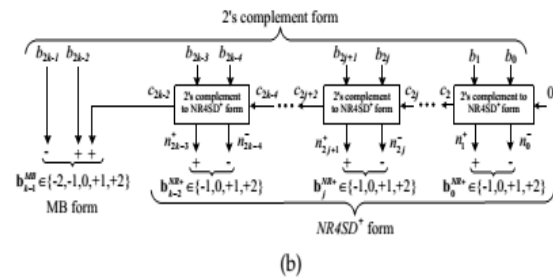 2's complement form
b2k-1 b2k-2 b2k-3 b2k-4 b2j+1 b2j b1 b0
c2k-2 2's complement to NR4SD+ form c2k-4 ... c2j+2 2's complement to NR4SD+ form c2j ... c2 2's complement to NR4SD+ form 0
n+2k-3 n-2k-4 n+2j+1 n-2j n+1 n-0
- + + + - + - + -
bMBk-1∈{-2,-1,0,+1,+2} bNR+k-2∈{-1,0,+1,+2} bNR+j∈{-1,0,+1,+2} bNR+0∈{-1,0,+1,+2}
MB form
NR4SD+ form
(b)